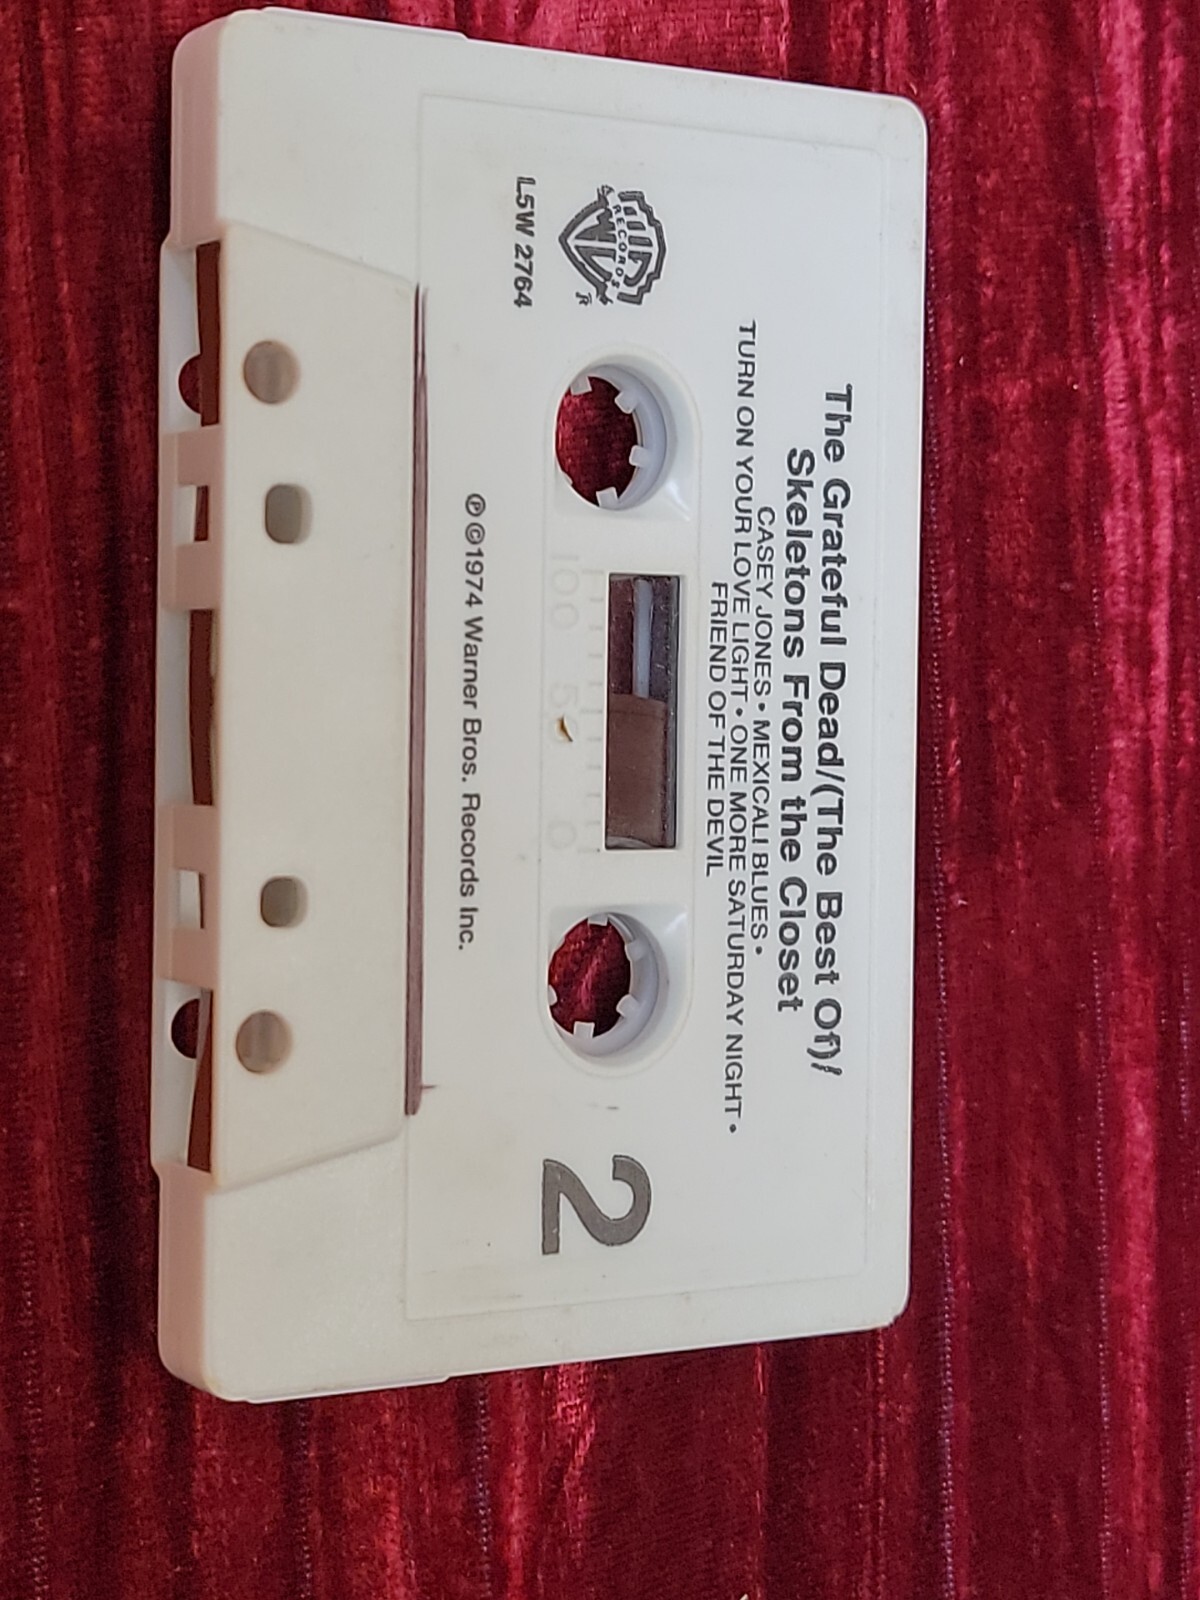 The Grateful Dead/(The Best Of)/
Skeletons From the Closet
CASEY JONES • MEXICALI BLUES •
TURN ON YOUR LOVE LIGHT • ONE MORE SATURDAY NIGHT •
FRIEND OF THE DEVIL
W
RECORDS
R
L5W 2764
100 50 0
2
℗©1974 Warner Bros. Records Inc.